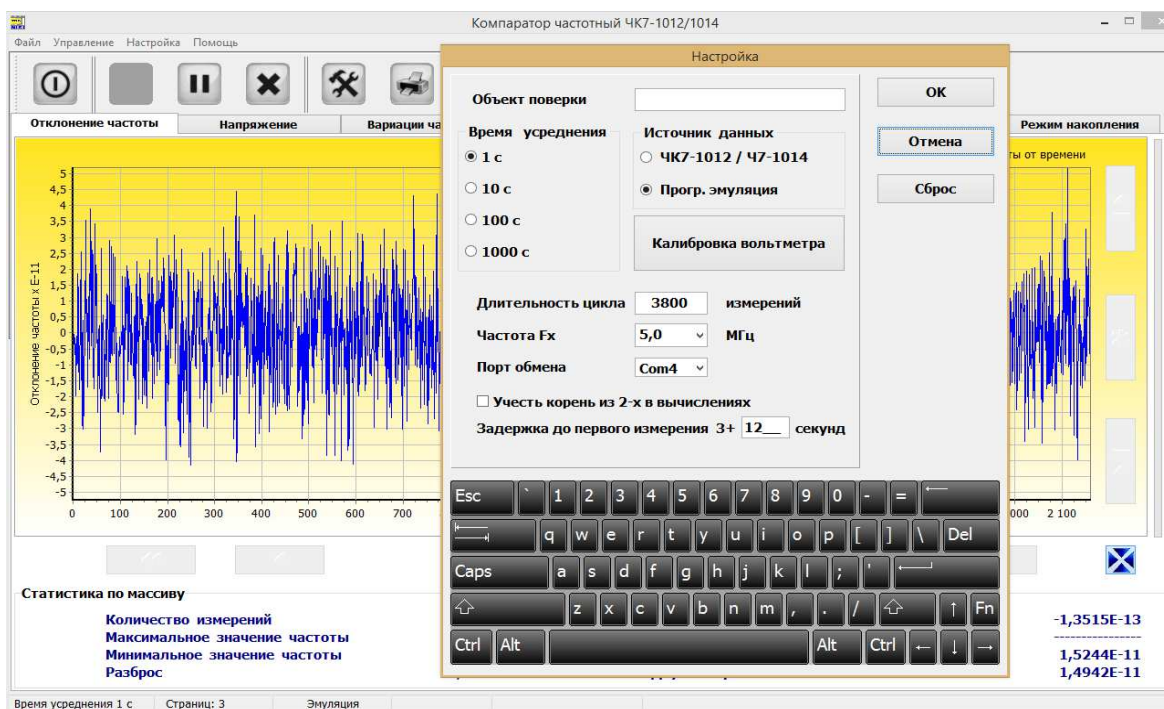 Компаратор частотный ЧК7-1012/1014
Файл Управление Настройка Помощь
Отклонение частоты Напряжение Вариации ча
Режим накопления
ты от времени
Отклонение частоты x E-11
5
4,5
4
3,5
3
2,5
2
1,5
1
0,5
0
-0,5
-1
-1,5
-2
-2,5
-3
-3,5
-4
-4,5
-5
0 100 200 300 400 500 600 700
000 2 100
Настройка
Объект поверки
OK
Отмена
Сброс
Время усреднения
1 с
10 с
100 с
1000 с
Источник данных
ЧК7-1012 / Ч7-1014
Прогр. эмуляция
Калибровка вольтметра
Длительность цикла 3800 измерений
Частота Fx 5,0 МГц
Порт обмена Com4
Учесть корень из 2-х в вычислениях
Задержка до первого измерения 3+ 12__ секунд
Esc ` 1 2 3 4 5 6 7 8 9 0 - =
q w e r t y u i o p [ ] \ Del
Caps a s d f g h j k l ; '
z x c v b n m , . / ↑ Fn
Ctrl Alt Alt Ctrl ← ↓ →
Статистика по массиву
Количество измерений
Максимальное значение частоты
Минимальное значение частоты
Разброс
-1,3515E-13
----------------
1,5244E-11
1,4942E-11
Время усреднения 1 с Страниц: 3 Эмуляция